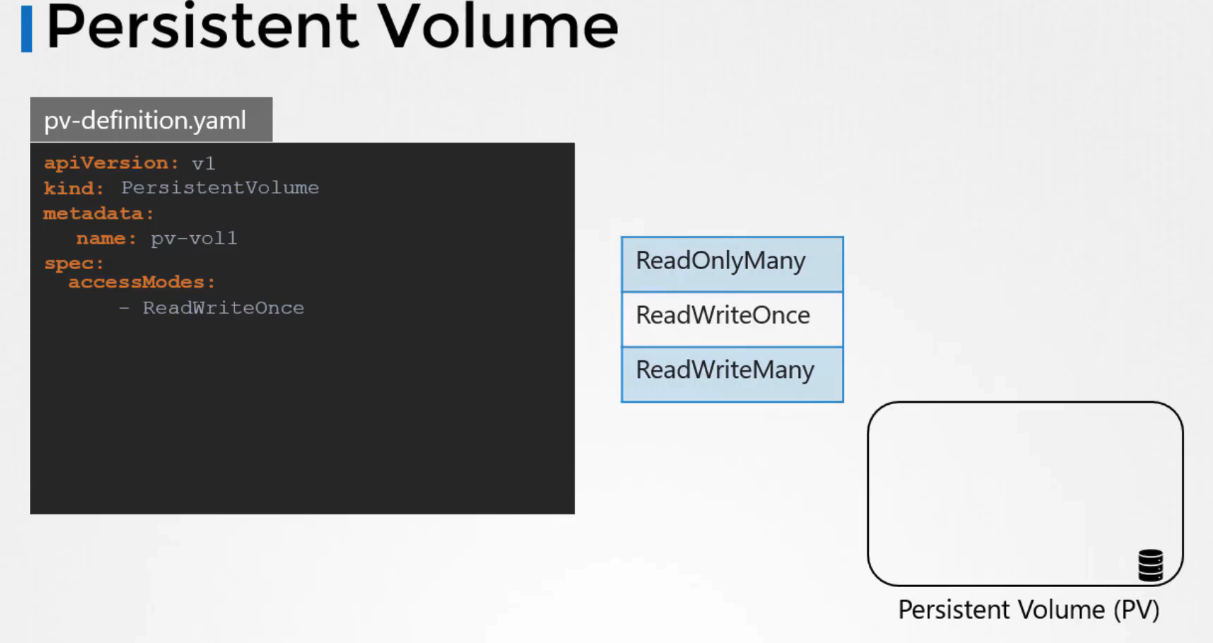 Persistent Volume
pv-definition.yaml
apiVersion: v1
kind: PersistentVolume
metadata:
name: pv-vol1
spec:
accessModes:
- ReadWriteOnce
ReadOnlyMany
ReadWriteOnce
ReadWriteMany
Persistent Volume (PV)